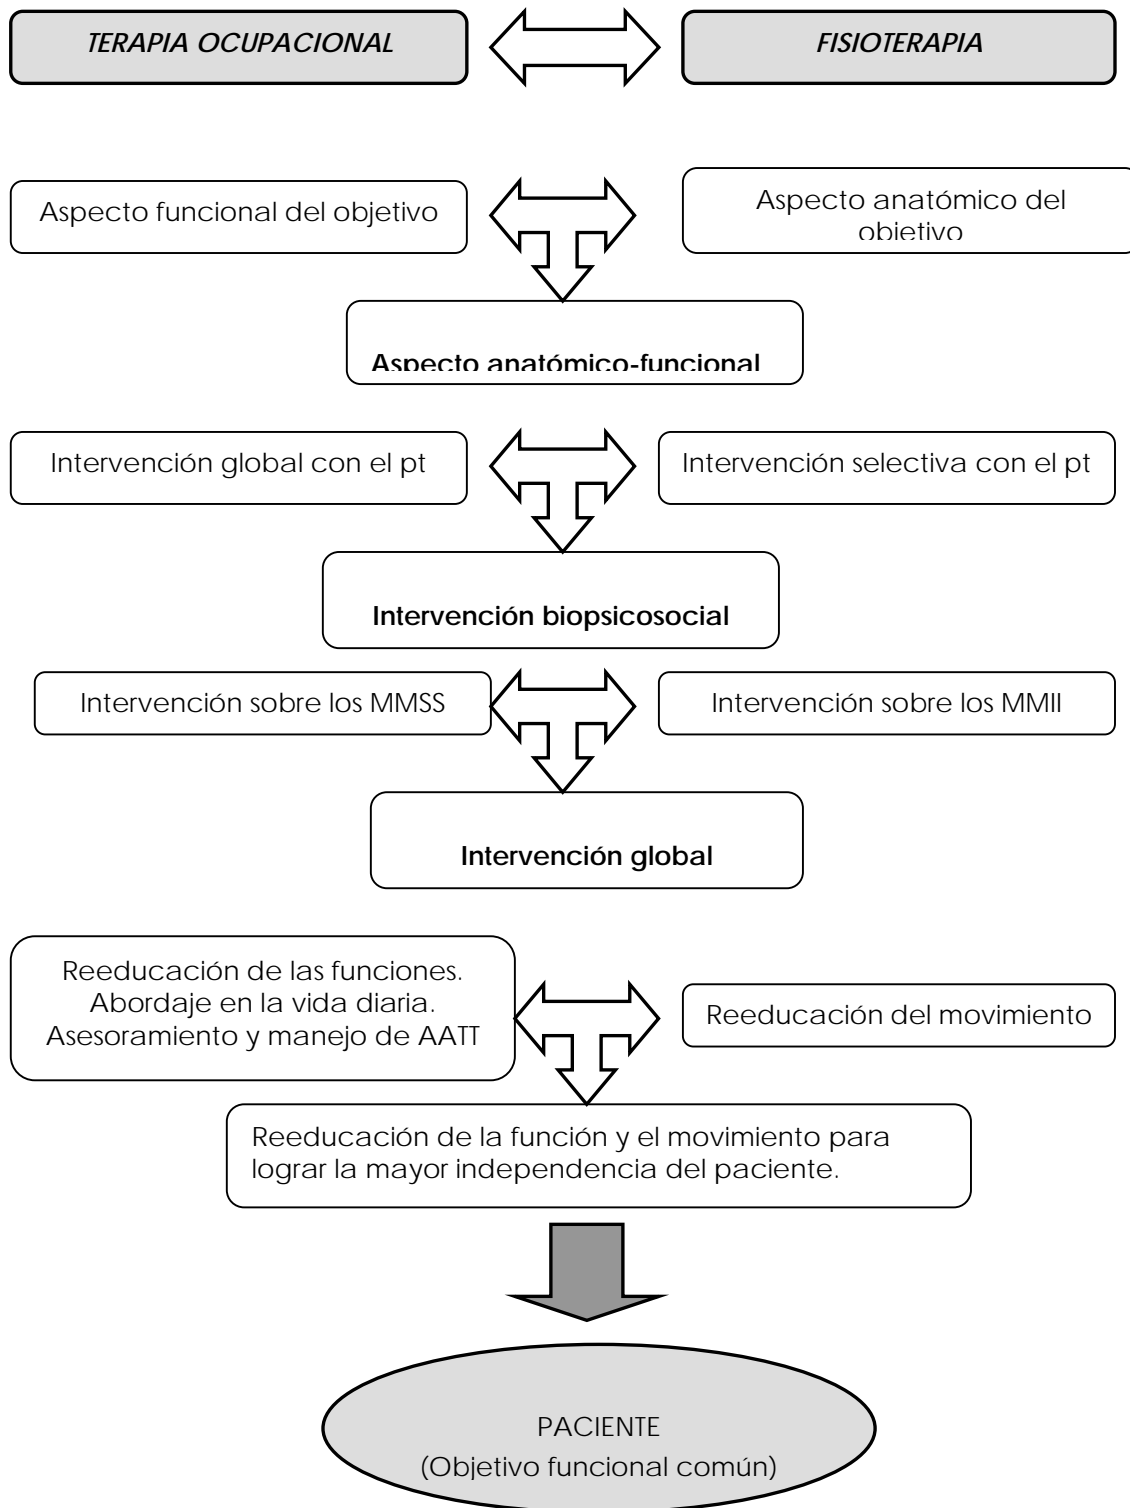 TERAPIA OCUPACIONAL
FISIOTERAPIA
Aspecto funcional del objetivo
Aspecto anatómico del
objetivo
Aspecto anatómico-funcional
Intervención global con el pt
Intervención selectiva con el pt
Intervención biopsicosocial
Intervención sobre los MMSS
Intervención sobre los MMII
Intervención global
Reeducación de las funciones.
Abordaje en la vida diaria.
Asesoramiento y manejo de AATT
Reeducación del movimiento
Reeducación de la función y el movimiento para
lograr la mayor independencia del paciente.
PACIENTE
(Objetivo funcional común)